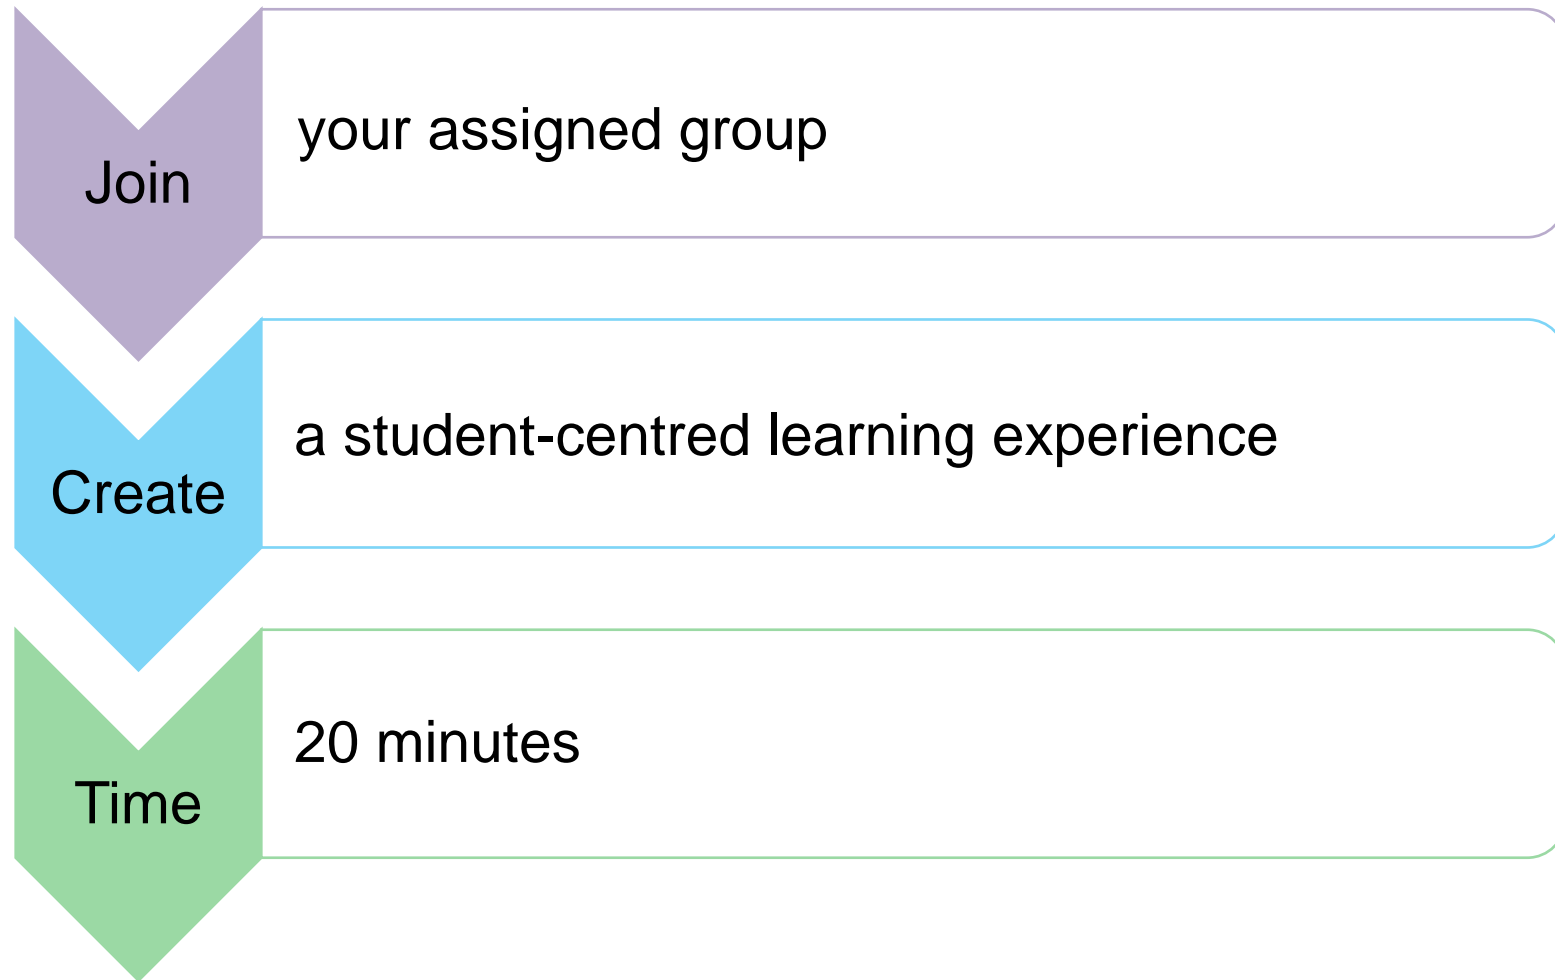 Join
your assigned group
Create
a student-centred learning experience
Time
20 minutes